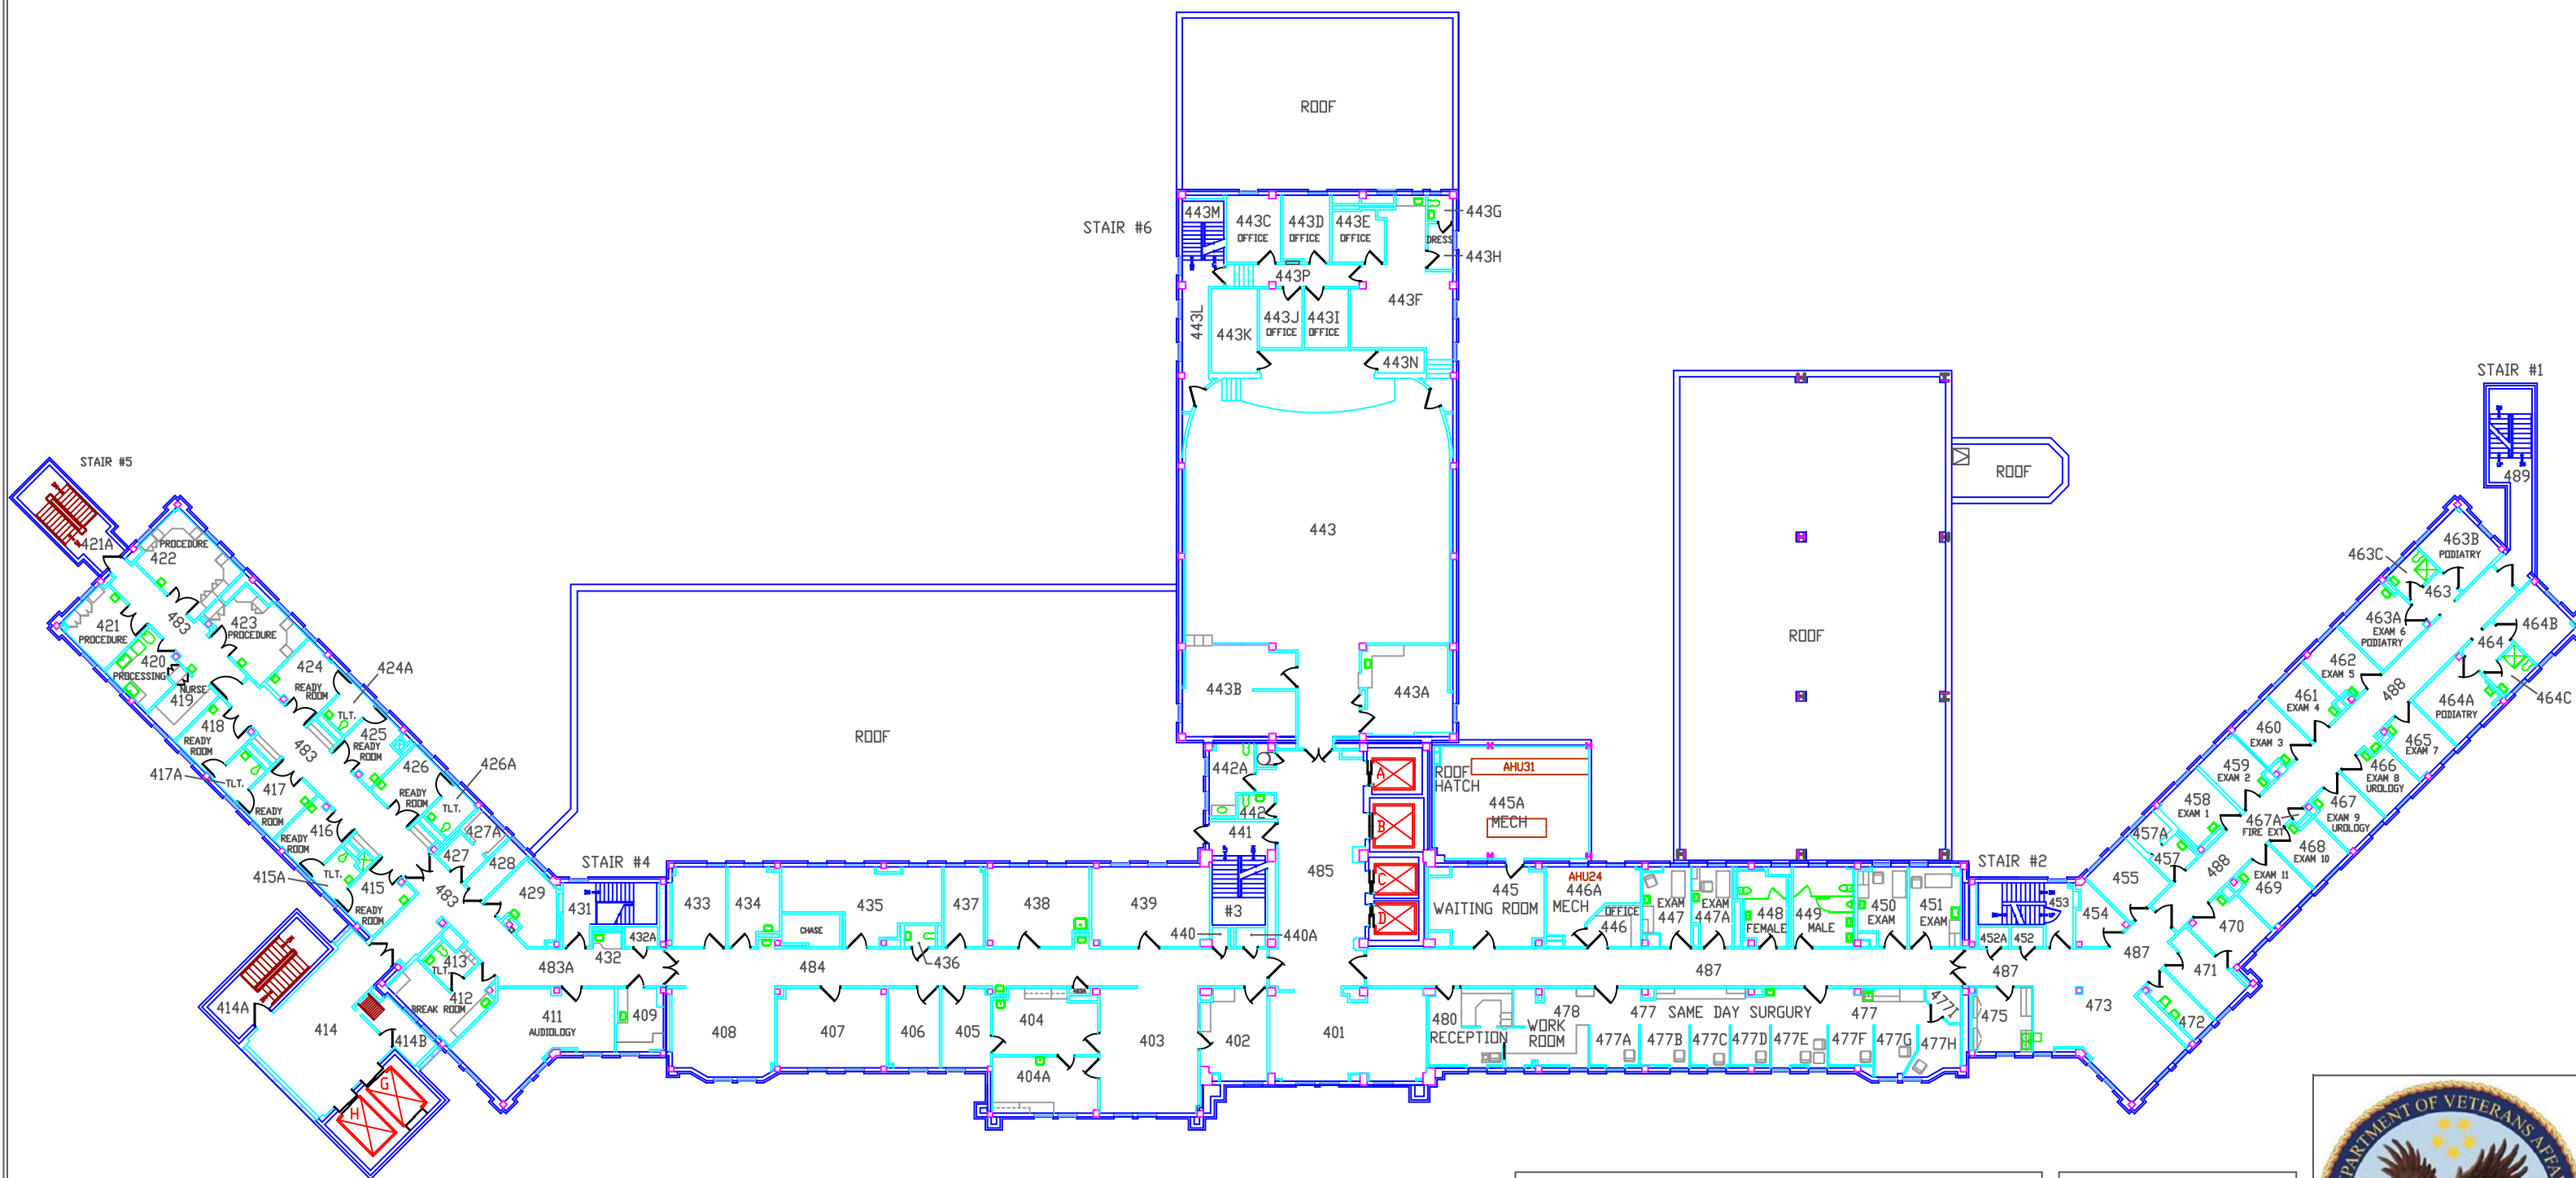 ROOF
STAIR #6
443M
443C
OFFICE
443D
OFFICE
443E
OFFICE
443G
DRESS
443H
443P
443F
443L
443K
443J
OFFICE
443I
OFFICE
443N
443
443B
443A
STAIR #1
489
ROOF
ROOF
ROOF
STAIR #5
421A
422
PROCEDURE
421
PROCEDURE
483
423
PROCEDURE
420
PROCESSING
NURSE
419
424
READY
ROOM
424A
TLT.
418
READY
ROOM
483
425
READY
ROOM
417A
TLT.
417
READY
ROOM
426
READY
ROOM
426A
TLT.
416
READY
ROOM
427A
427
428
415A
TLT.
415
READY
ROOM
483
429
STAIR #4
431
432A
432
483A
413
TLT.
412
BREAK ROOM
411
AUDIOLOGY
409
414A
414
414B
G
H
433
434
435
CHASE
436
437
438
439
440
440A
484
408
407
406
405
404
404A
403
402
401
442A
442
441
#3
485
A
B
C
D
ROOF
HATCH
AHU31
445A
MECH
445
WAITING ROOM
AHU24
446A
MECH
OFFICE
446
EXAM
447
EXAM
447A
448
FEMALE
449
MALE
450
EXAM
451
EXAM
487
480
RECEPTION
478
WORK
ROOM
477 SAME DAY SURGURY 477
477A
477B
477C
477D
477E
477F
477G
477H
477I
STAIR #2
453
452A
452
454
487
487
475
473
472
471
470
455
457
457A
488
EXAM 11
469
468
EXAM 10
458
EXAM 1
467A
FIRE EXT
467
EXAM 9
UROLOGY
459
EXAM 2
466
EXAM 8
UROLOGY
460
EXAM 3
465
EXAM 7
461
EXAM 4
488
464A
PODIATRY
462
EXAM 5
463A
EXAM 6
PODIATRY
464
464B
464C
463
463C
463B
PODIATRY